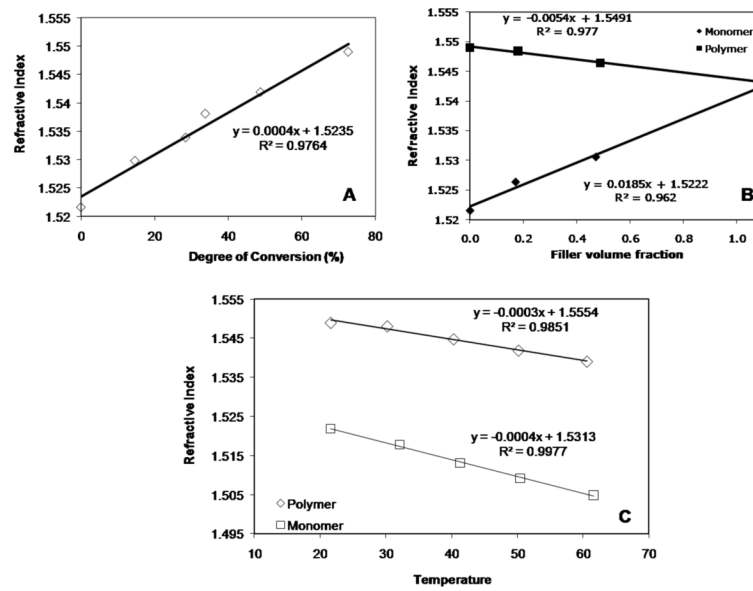 1.555
1.55
1.545
1.54
1.535
1.53
1.525
1.52
Refractive Index
y = 0.0004x + 1.5235
R² = 0.9764
A
0 20 40 60 80
Degree of Conversion (%)
1.555
1.55
1.545
1.54
1.535
1.53
1.525
1.52
Refractive Index
y = -0.0054x + 1.5491
R² = 0.977
Monomer
Polymer
y = 0.0185x + 1.5222
R² = 0.962
B
0.0 0.2 0.4 0.6 0.8 1.0
Filler volume fraction
1.555
1.545
1.535
1.525
1.515
1.505
1.495
Refractive Index
y = -0.0003x + 1.5554
R² = 0.9851
y = -0.0004x + 1.5313
R² = 0.9977
Polymer
Monomer
C
10 20 30 40 50 60 70
Temperature